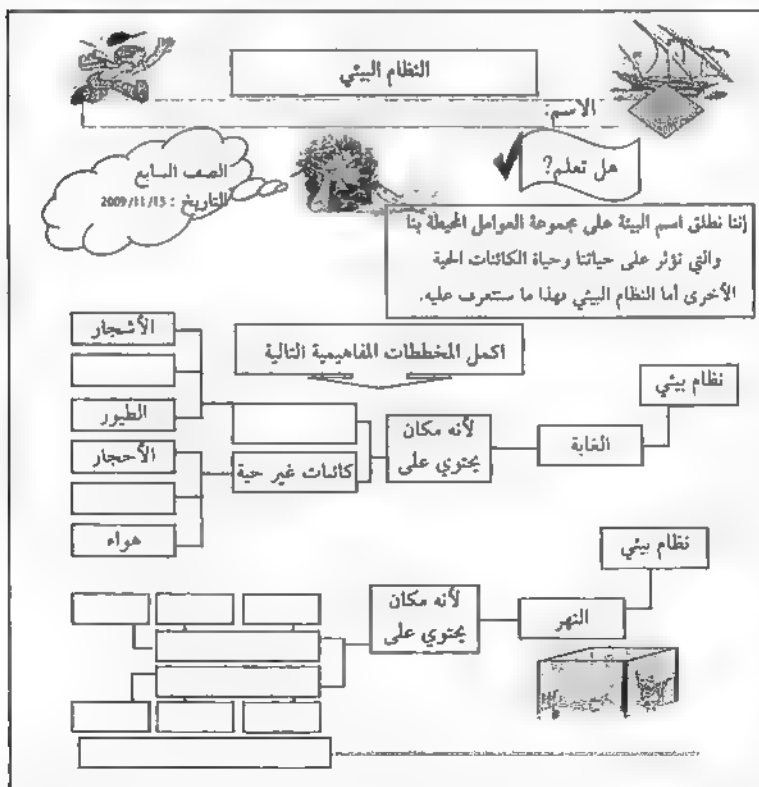 النظام البيئي
الاسم:
الصف السابع
التاريخ : 2009/11/15
هل تعلم؟
إننا نطلق اسم البيئة على مجموعة العوامل المحيطة بنا
والتي تؤثر على حياتنا وحياة الكائنات الحية
الأخرى أما النظام البيئي فهذا ما سنتعرف عليه.
اكمل المخططات المفاهيمية التالية
نظام بيئي
الغابة
لأنه مكان
يحتوي على
كائنات غير حية
الأشجار
الطيور
الأحجار
هواء
نظام بيئي
النهر
لأنه مكان
يحتوي على